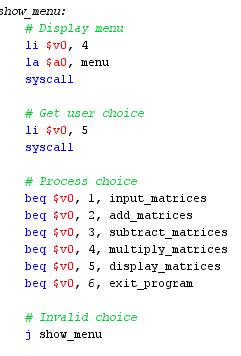 show_menu:
# Display menu
li $v0, 4
la $a0, menu
syscall
# Get user choice
li $v0, 5
syscall
# Process choice
beq $v0, 1, input_matrices
beq $v0, 2, add_matrices
beq $v0, 3, subtract_matrices
beq $v0, 4, multiply_matrices
beq $v0, 5, display_matrices
beq $v0, 6, exit_program
# Invalid choice
j show_menu